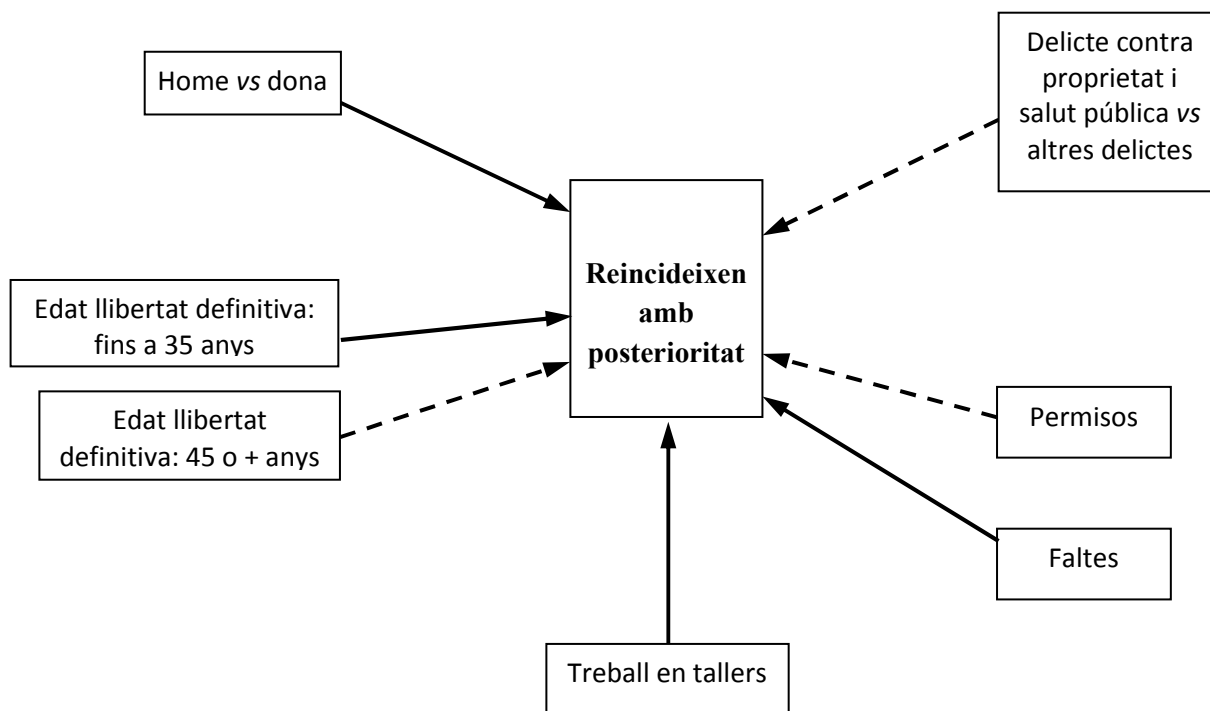 Home vs dona
Delicte contra
proprietat i
salut pública vs
altres delictes
Reincideixen
amb
posterioritat
Edat llibertat definitiva:
fins a 35 anys
Edat llibertat
definitiva: 45 o + anys
Permisos
Faltes
Treball en tallers